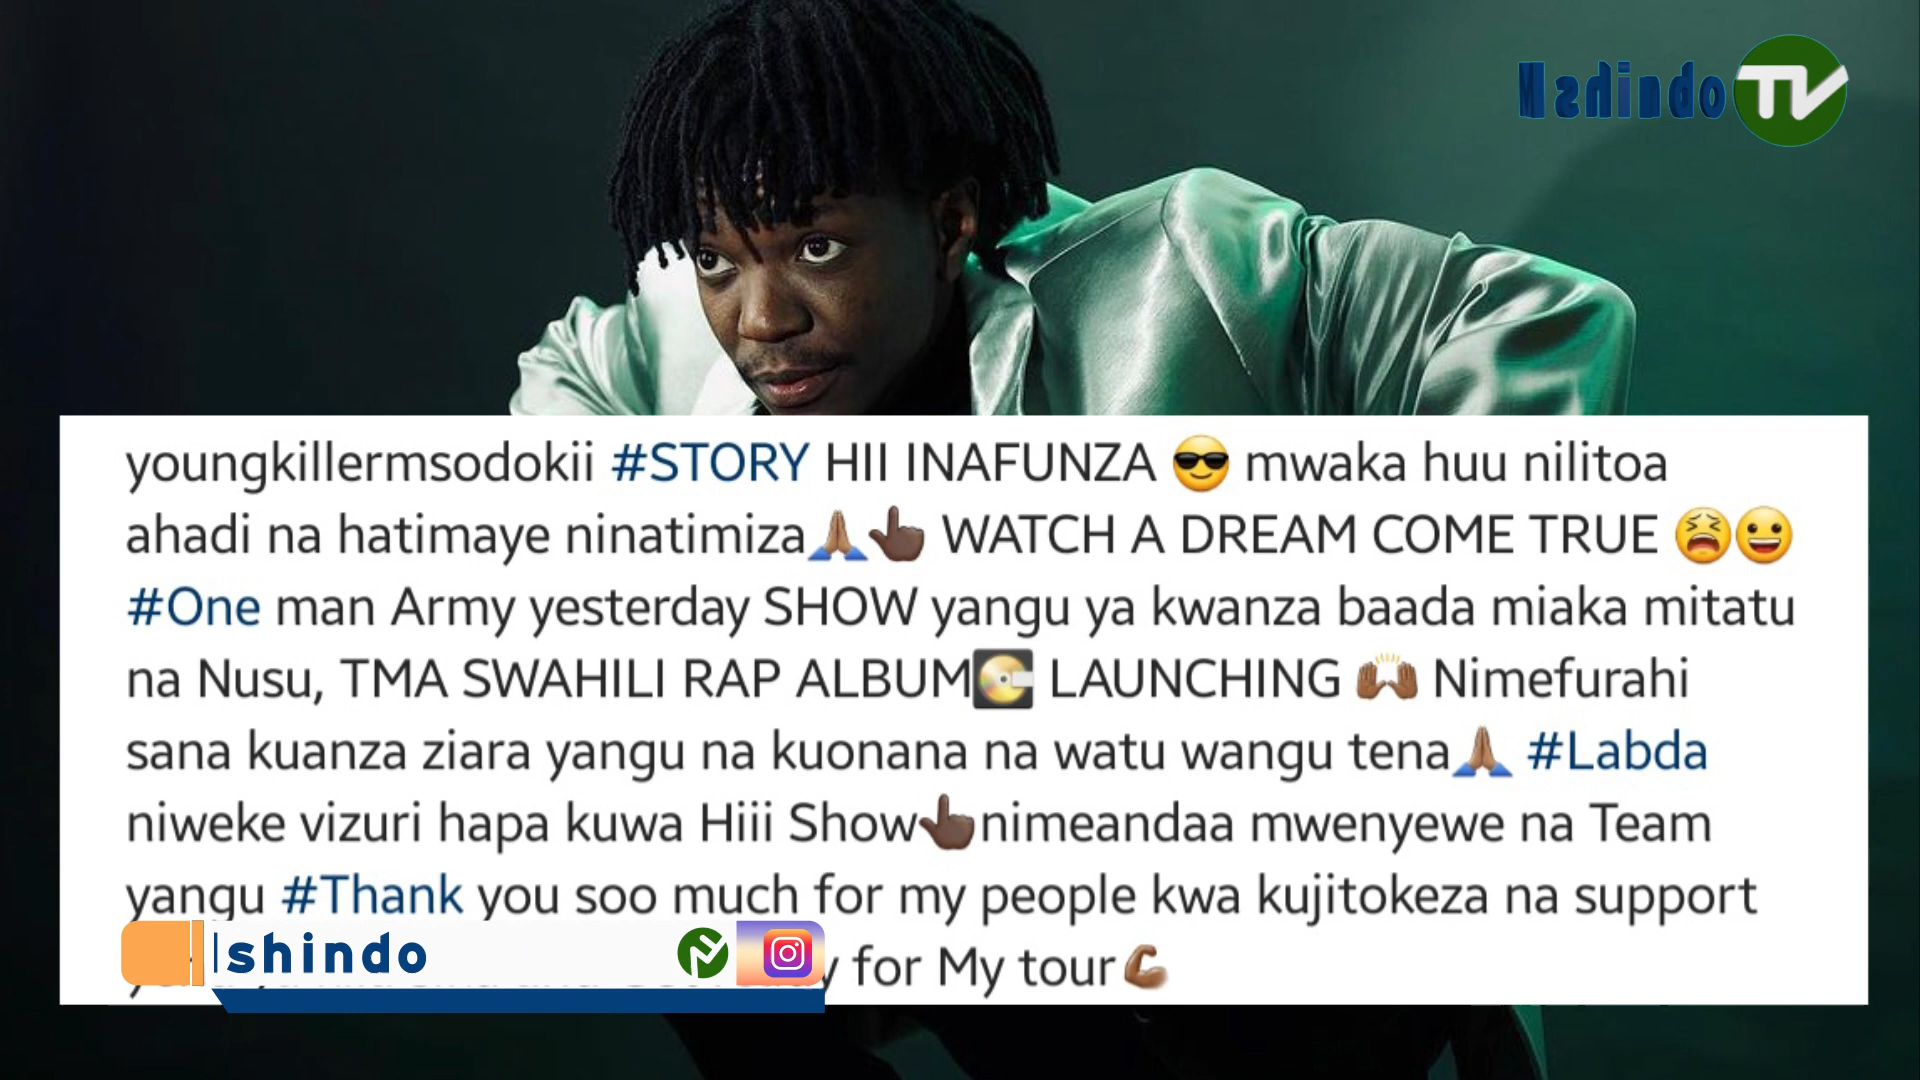 Mshindo TV
youngkillermsodokii #STORY HII INAFUNZA 😎 mwaka huu nilitoa
ahadi na hatimaye ninatimiza🙏🏽👆🏿 WATCH A DREAM COME TRUE 😫😀
#One man Army yesterday SHOW yangu ya kwanza baada miaka mitatu
na Nusu, TMA SWAHILI RAP ALBUM💽 LAUNCHING 🙌🏾 Nimefurahi
sana kuanza ziara yangu na kuonana na watu wangu tena🙏🏽 #Labda
niweke vizuri hapa kuwa Hiii Show👆🏿nimeandaa mwenyewe na Team
yangu #Thank you soo much for my people kwa kujitokeza na support
for My tour💪🏽
shindo